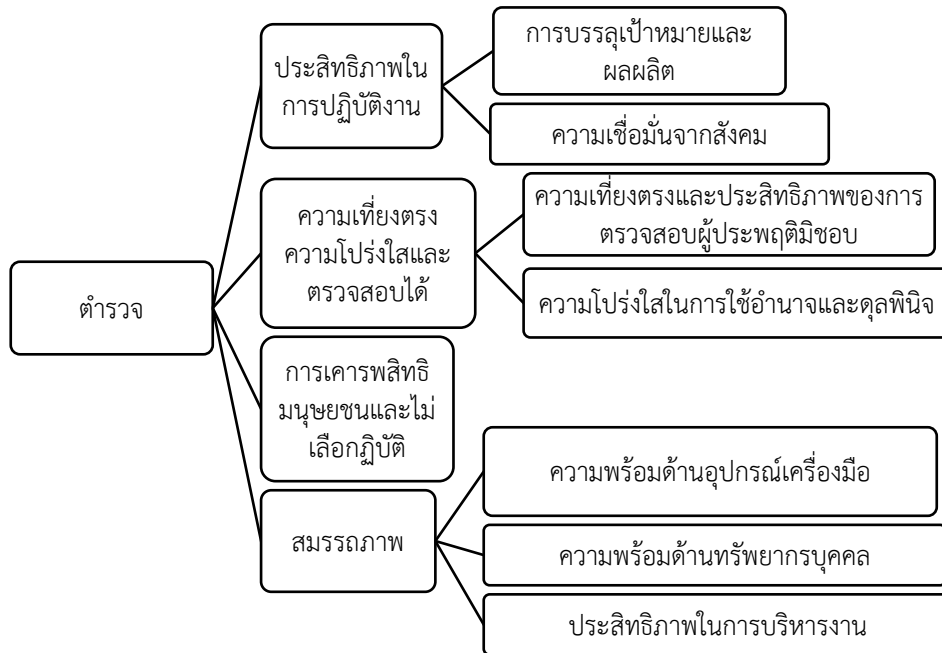 ตำรวจ
ประสิทธิภาพใน
การปฏิบัติงาน
การบรรลุเป้าหมายและ
ผลผลิต
ความเชื่อมั่นจากสังคม
ความเที่ยงตรง
ความโปร่งใสและ
ตรวจสอบได้
ความเที่ยงตรงและประสิทธิภาพของการ
ตรวจสอบผู้ประพฤติมิชอบ
ความโปร่งใสในการใช้อำนาจและดุลพินิจ
การเคารพสิทธิ
มนุษยชนและไม่
เลือกฏิบัติ
สมรรถภาพ
ความพร้อมด้านอุปกรณ์เครื่องมือ
ความพร้อมด้านทรัพยากรบุคคล
ประสิทธิภาพในการบริหารงาน